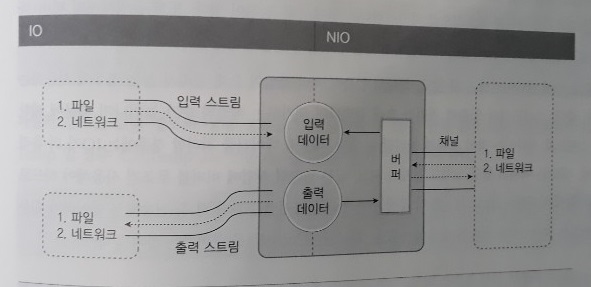 IO
NIO
1. 파일
2. 네트워크
입력 스트림
입력
데이터
버
퍼
채널
1. 파일
2. 네트워크
출력
데이터
1. 파일
2. 네트워크
출력 스트림